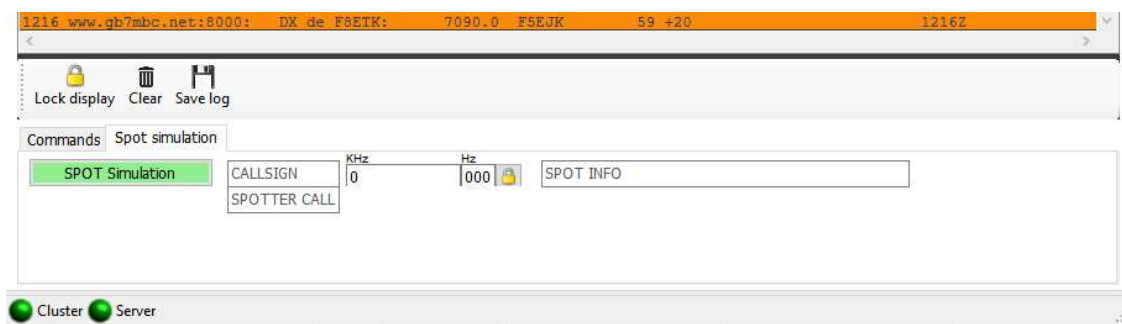 1216 www.gb7mbc.net:8000: DX de F8ETK: 7090.0 F5EJK 59 +20 1216Z
Lock display Clear Save log
Commands Spot simulation
KHz Hz
SPOT Simulation CALLSIGN 0 000 SPOT INFO
SPOTTER CALL
Cluster Server